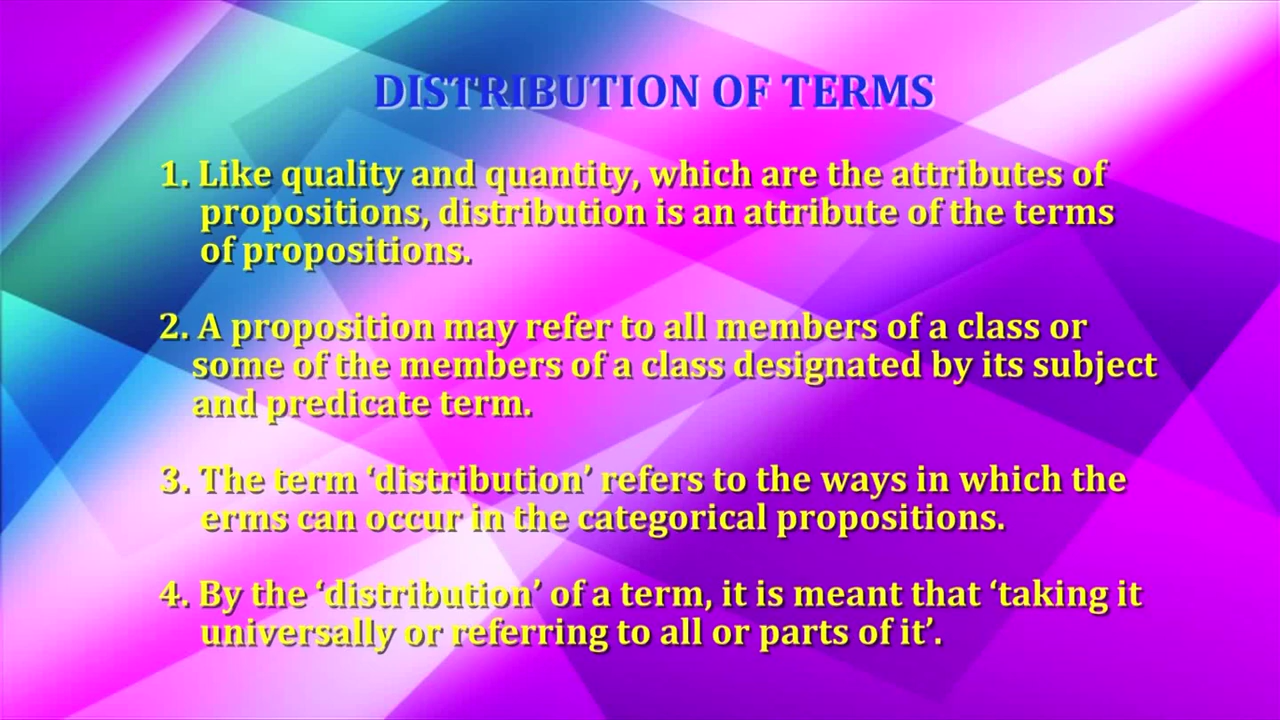 DISTRIBUTION OF TERMS
1. Like quality and quantity, which are the attributes of
propositions, distribution is an attribute of the terms
of propositions.
2. A proposition may refer to all members of a class or
some of the members of a class designated by its subject
and predicate term.
3. The term ‘distribution’ refers to the ways in which the
erms can occur in the categorical propositions.
4. By the ‘distribution’ of a term, it is meant that ‘taking it
universally or referring to all or parts of it’.